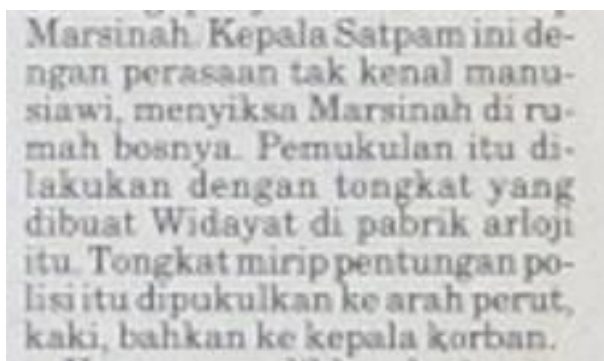 Marsinah. Kepala Satpam ini de-
ngan perasaan tak kenal manu-
siawi, menyiksa Marsinah di ru-
mah bosnya. Pemukulan itu di-
lakukan dengan tongkat yang
dibuat Widayat di pabrik arloji
itu. Tongkat mirip pentungan po-
lisi itu dipukulkan ke arah perut,
kaki, bahkan ke kepala korban.